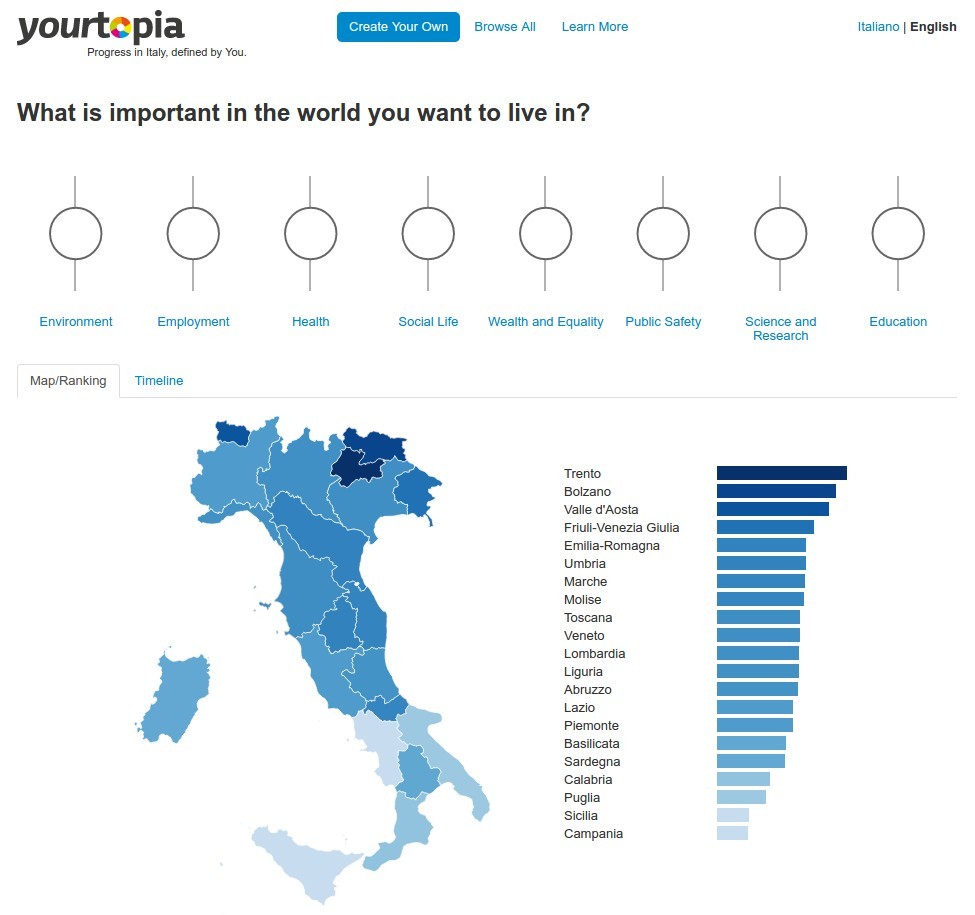 yourtopia
Progress in Italy, defined by You.
Create Your Own
Browse All
Learn More
Italiano | English
What is important in the world you want to live in?
Environment
Employment
Health
Social Life
Wealth and Equality
Public Safety
Science and
Research
Education
Map/Ranking
Timeline
Trento
Bolzano
Valle d'Aosta
Friuli-Venezia Giulia
Emilia-Romagna
Umbria
Marche
Molise
Toscana
Veneto
Lombardia
Liguria
Abruzzo
Lazio
Piemonte
Basilicata
Sardegna
Calabria
Puglia
Sicilia
Campania